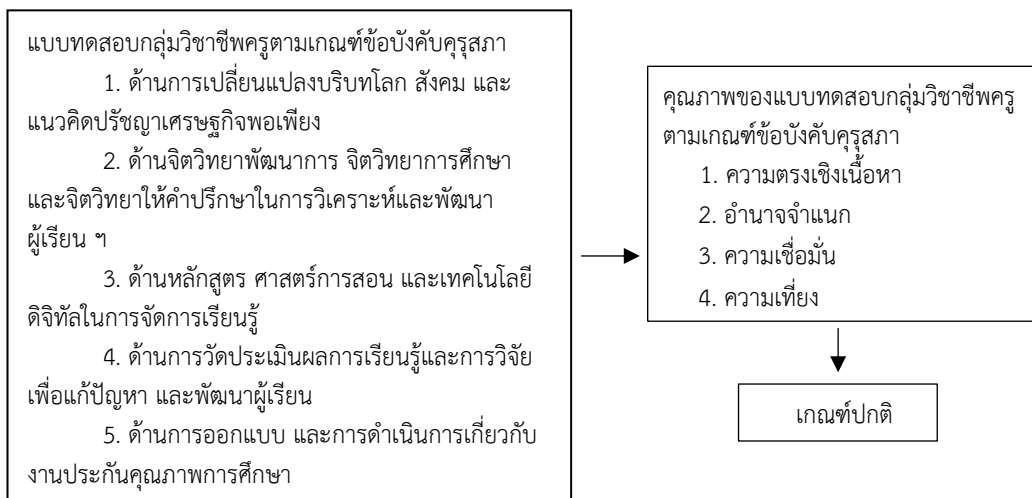 แบบทดสอบกลุ่มวิชาชีพครูตามเกณฑ์ข้อบังคับคุรุสภา
1. ด้านการเปลี่ยนแปลงบริบทโลก สังคม และ
แนวคิดปรัชญาเศรษฐกิจพอเพียง
2. ด้านจิตวิทยาพัฒนาการ จิตวิทยาการศึกษา
และจิตวิทยาให้คำปรึกษาในการวิเคราะห์และพัฒนา
ผู้เรียน ฯ
3. ด้านหลักสูตร ศาสตร์การสอน และเทคโนโลยี
ดิจิทัลในการจัดการเรียนรู้
4. ด้านการวัดประเมินผลการเรียนรู้และการวิจัย
เพื่อแก้ปัญหา และพัฒนาผู้เรียน
5. ด้านการออกแบบ และการดำเนินการเกี่ยวกับ
งานประกันคุณภาพการศึกษา
คุณภาพของแบบทดสอบกลุ่มวิชาชีพครู
ตามเกณฑ์ข้อบังคับคุรุสภา
1. ความตรงเชิงเนื้อหา
2. อำนาจจำแนก
3. ความเชื่อมั่น
4. ความเที่ยง
เกณฑ์ปกติ